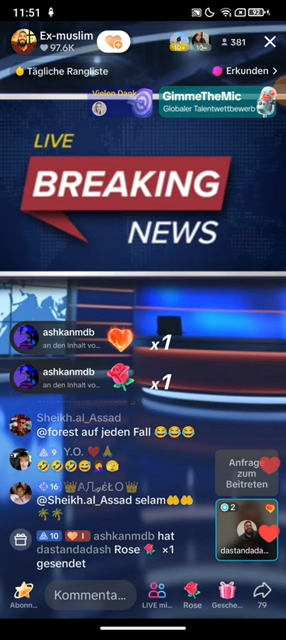 11:51
92
Ex-muslim
97.6K
10+
10+
381
Tägliche Rangliste
Erkunden >
Vielen Dank
GimmeTheMic
Globaler Talentwettbewerb
LIVE
BREAKING
NEWS
ashkanmdb
an den Inhalt vo...
x1
ashkanmdb
an den Inhalt vo...
x1
Sheikh.al_Assad
@forest auf jeden Fall 😂😂😂
9 Y.O. ❤️🙏
🤣🤣🤣
16
@Sheikh.al_Assad selam🤲🤲
🌴🌴
Anfrage
zum
Beitreten
2
dastandada...
10 I ashkanmdb hat
dastandadash Rose 🌹 ×1
gesendet
Abonn...
Kommenta...
LIVE mi...
Rose
Gesche...
79